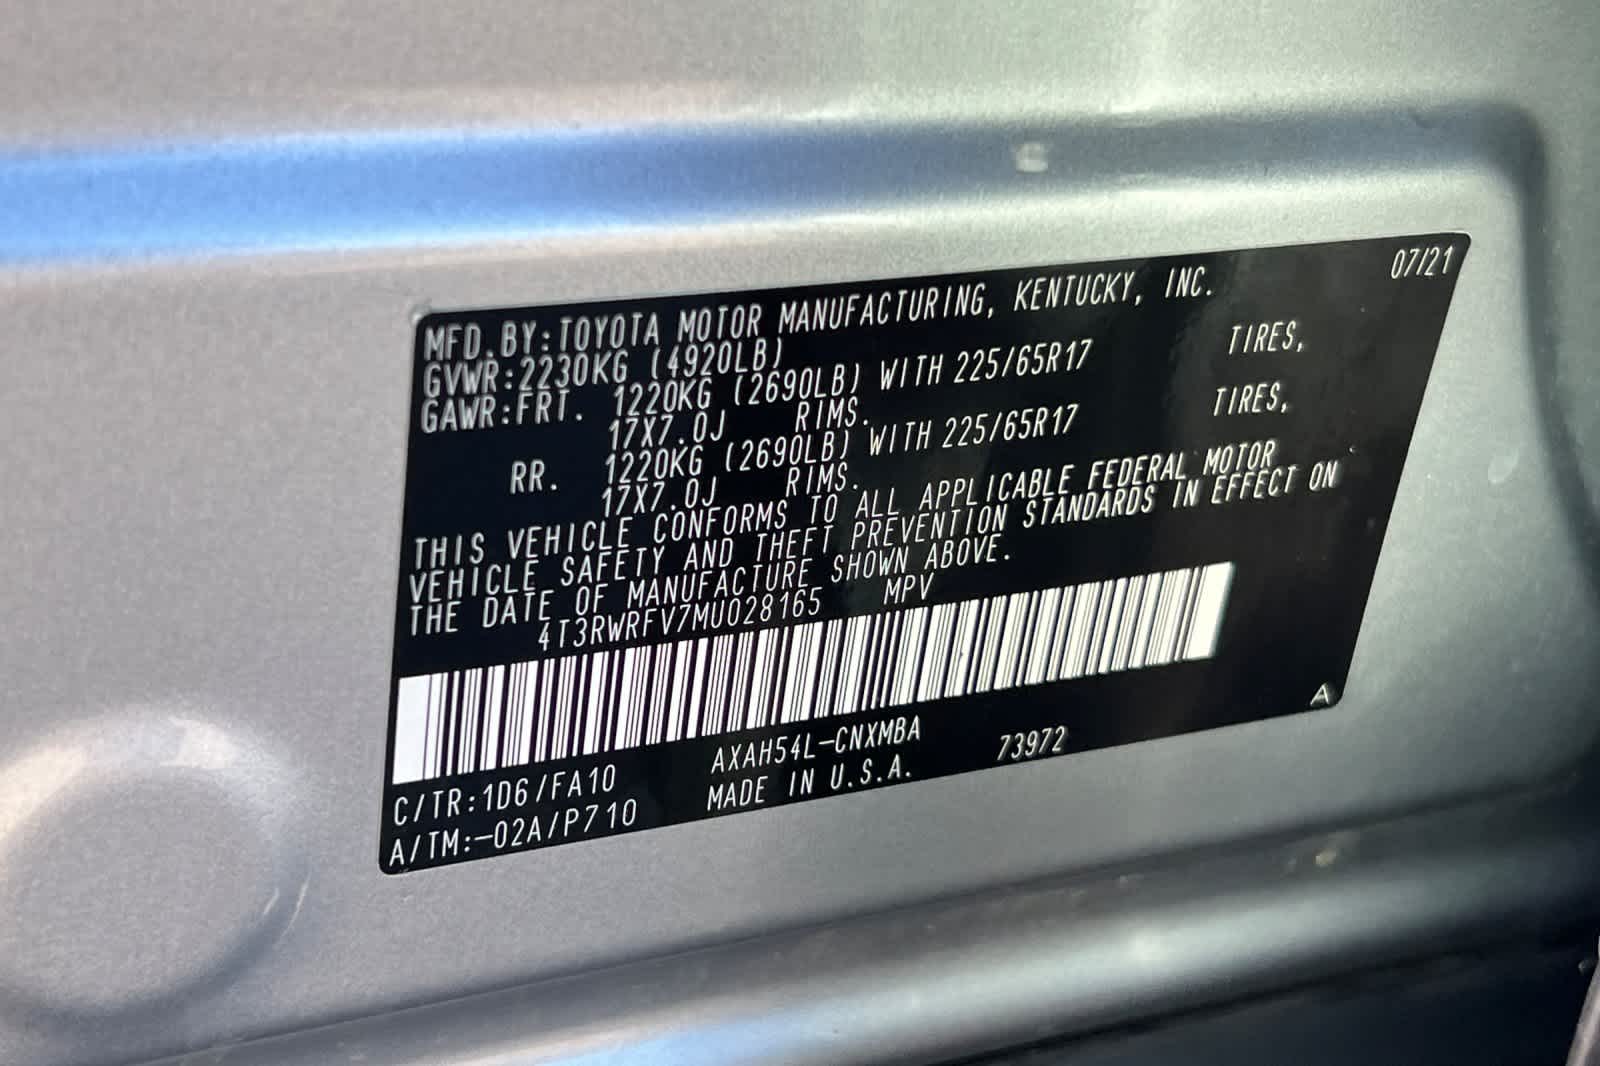 07/21
MFD.BY:TOYOTA MOTOR MANUFACTURING, KENTUCKY, INC.
GVWR:2230KG (4920LB)
GAWR:FRT. 1220KG (2690LB) WITH 225/65R17 TIRES,
17X7.0J RIMS.
RR. 1220KG (2690LB) WITH 225/65R17 TIRES,
17X7.0J RIMS.
THIS VEHICLE CONFORMS TO ALL APPLICABLE FEDERAL MOTOR
VEHICLE SAFETY AND THEFT PREVENTION STANDARDS IN EFFECT ON
THE DATE OF MANUFACTURE SHOWN ABOVE.
4T3RWRFV7MU028165 MPV
A
C/TR:1D6/FA10 AXAH54L-CNXMBA 73972
A/TM:-02A/P710 MADE IN U.S.A.